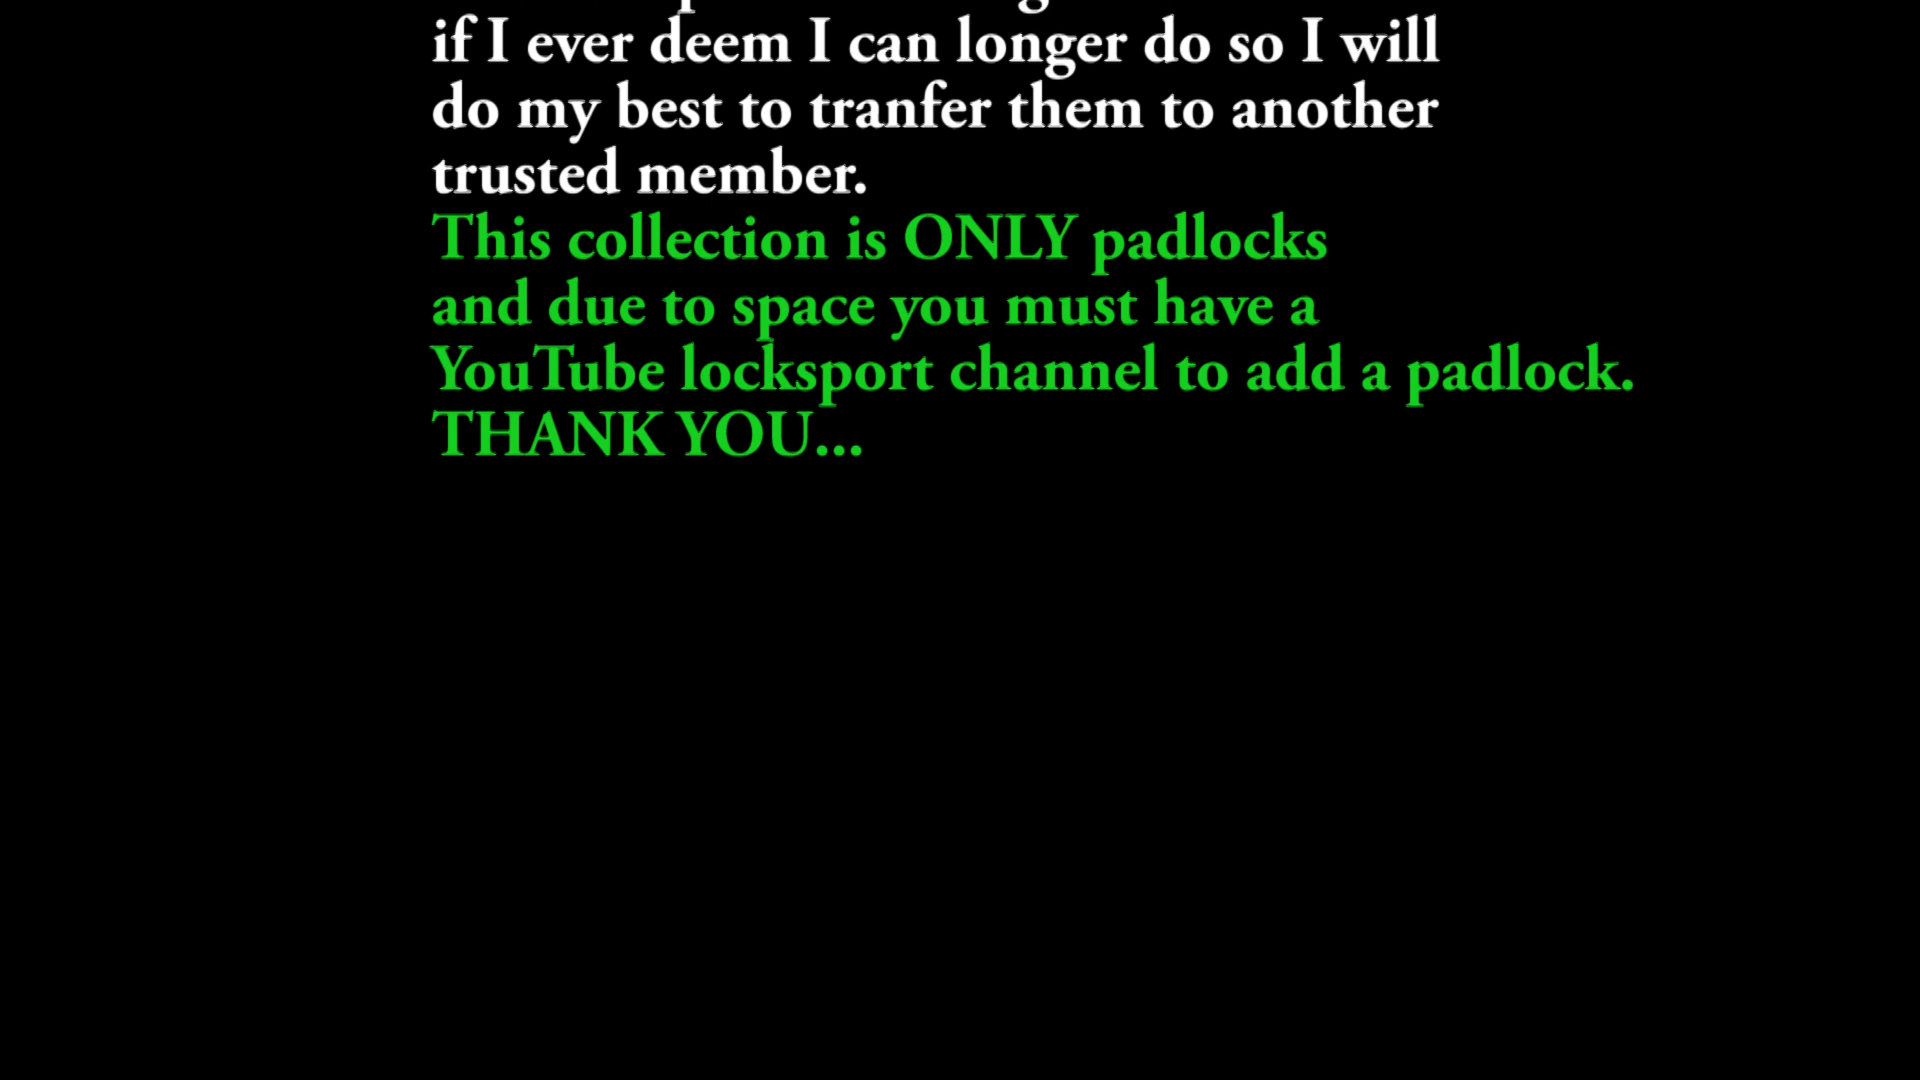 if I ever deem I can longer do so I will
do my best to tranfer them to another
trusted member.
This collection is ONLY padlocks
and due to space you must have a
YouTube locksport channel to add a padlock.
THANK YOU...